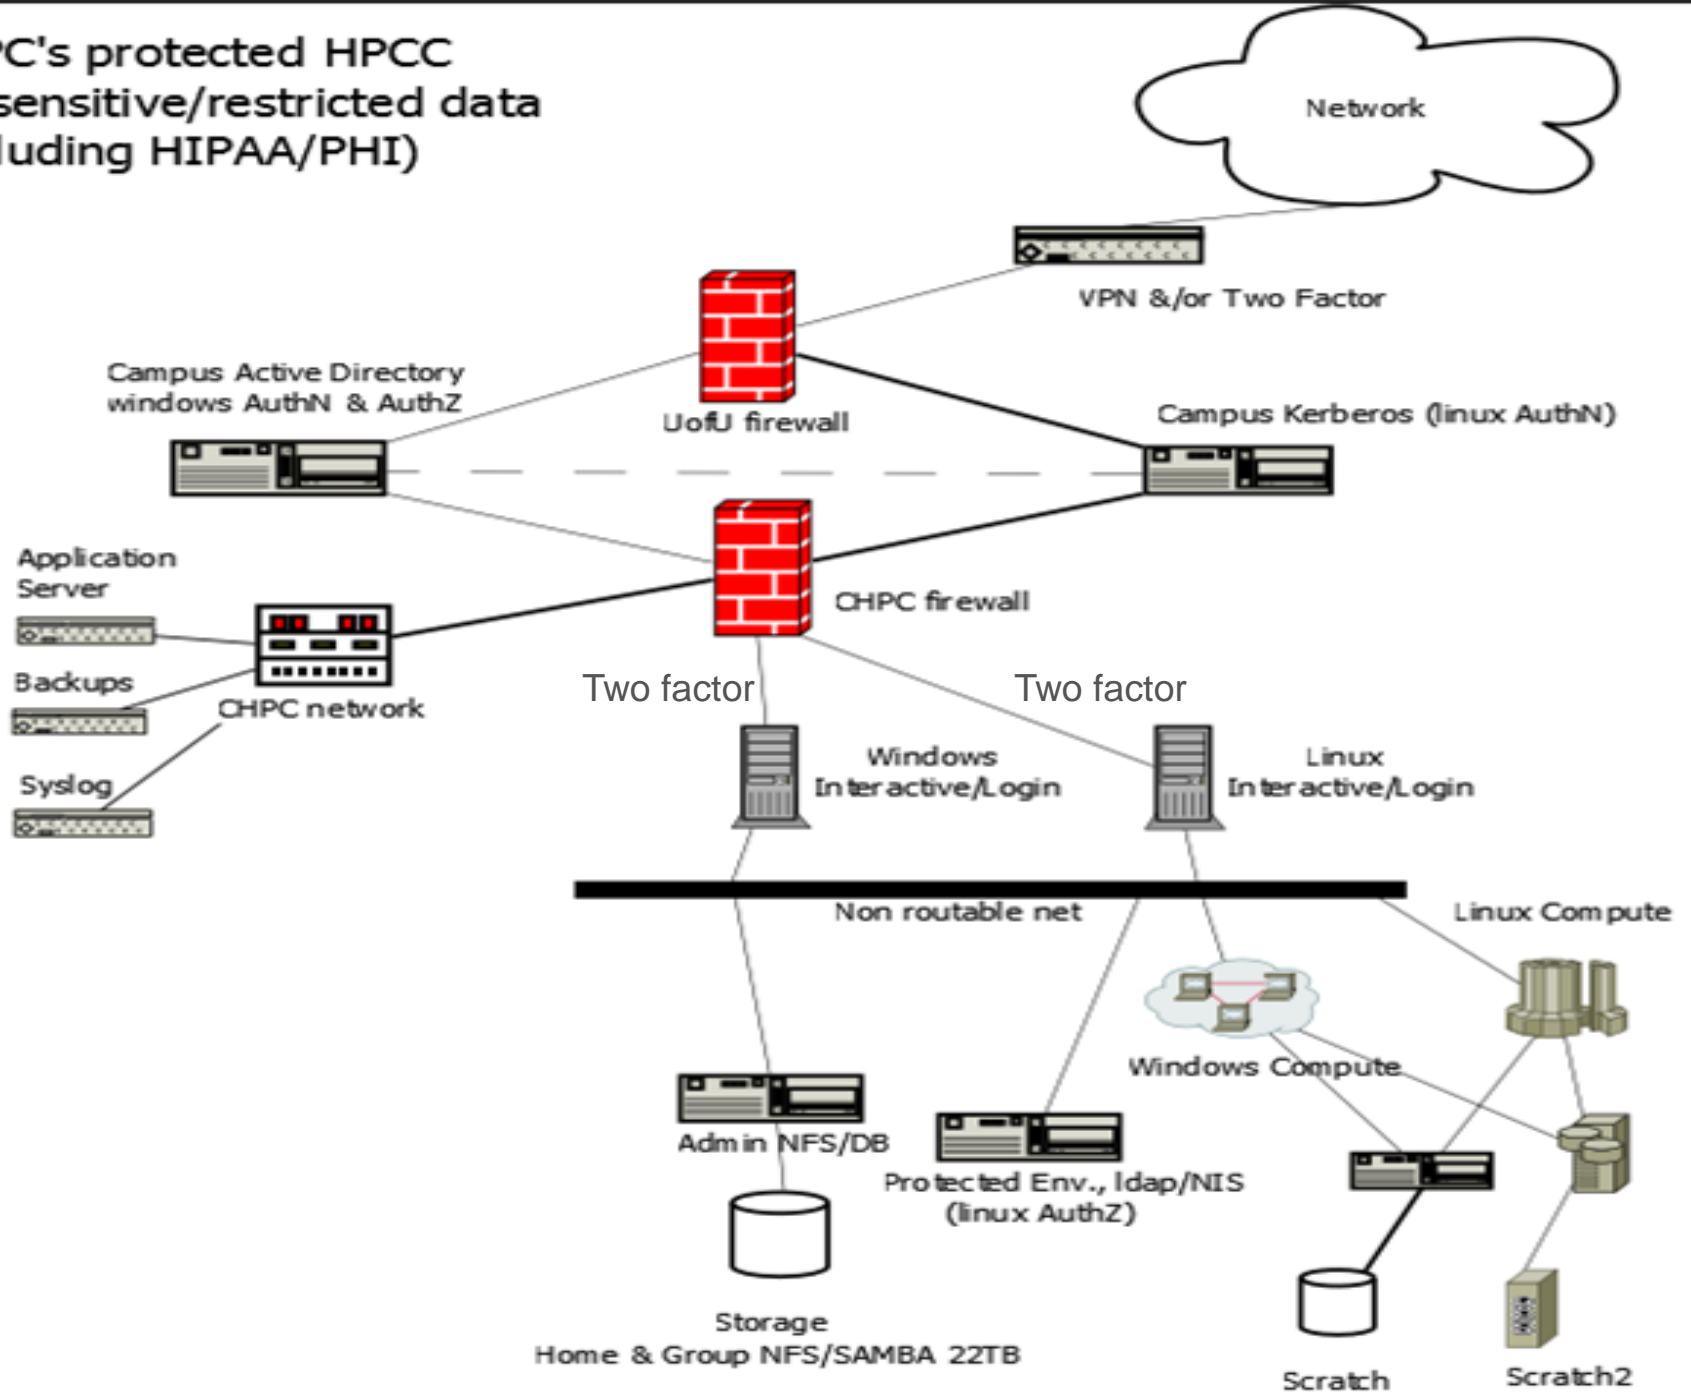 PC's protected HPCC
sensitive/restricted data
luding HIPAA/PHI)
Network
VPN &/or Two Factor
Campus Active Directory
windows AuthN & AuthZ
UofU firewall
Campus Kerberos (linux AuthN)
Application
Server
CHPC firewall
Backups
CHPC network
Two factor
Two factor
Syslog
Windows
Interactive/Login
Linux
Interactive/Login
Non routable net
Linux Compute
Windows Compute
Admin NFS/DB
Protected Env., ldap/NIS
(linux AuthZ)
Storage
Home & Group NFS/SAMBA 22TB
Scratch
Scratch2